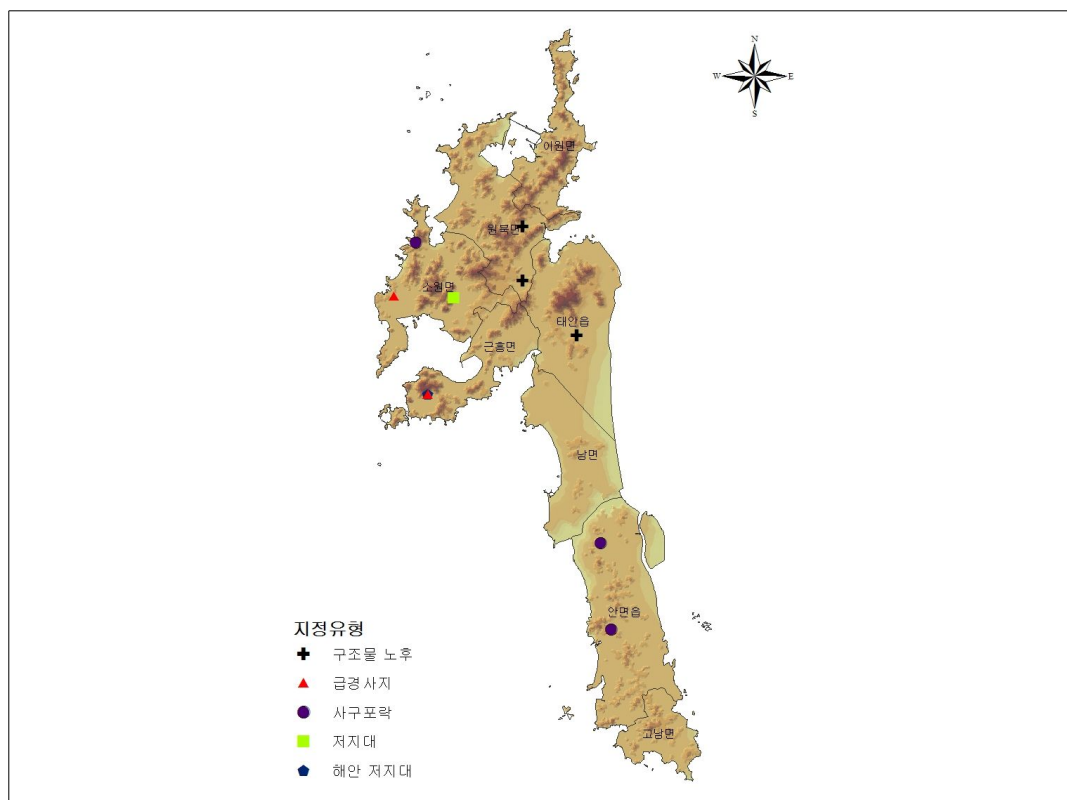 N
W E
S
이원면
원북면
소원면
태안읍
근흥면
남면
안면읍
고남면
지정유형
구조물 노후
급경사지
사구포락
저지대
해안 저지대